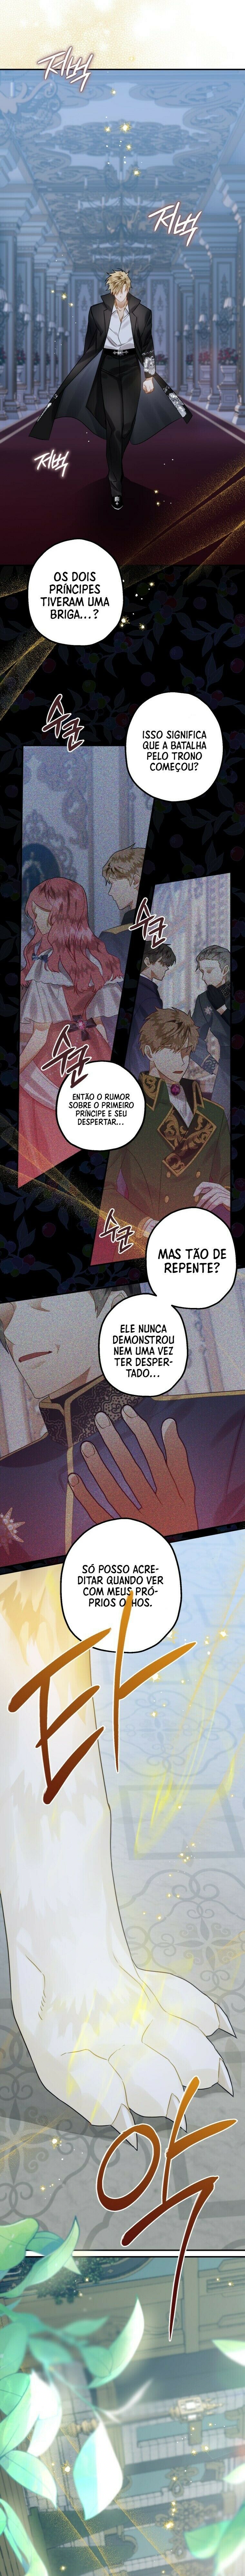 저벅
저벅
저벅
OS DOIS
PRÍNCIPES
TIVERAM UMA
BRIGA...?
수군
ISSO SIGNIFICA
QUE A BATALHA
PELO TRONO
COMEÇOU?
수군
수군
ENTÃO O RUMOR
SOBRE O PRIMEIRO
PRÍNCIPE E SEU
DESPERTAR...
수군
MAS TÃO DE
REPENTE?
ELE NUNCA
DEMONSTROU
NEM UMA VEZ
TER DESPER-
TADO...
SÓ POSSO ACRE-
DITAR QUANDO VER
COM MEUS PRÓ-
PRIOS OLHOS.
터
억